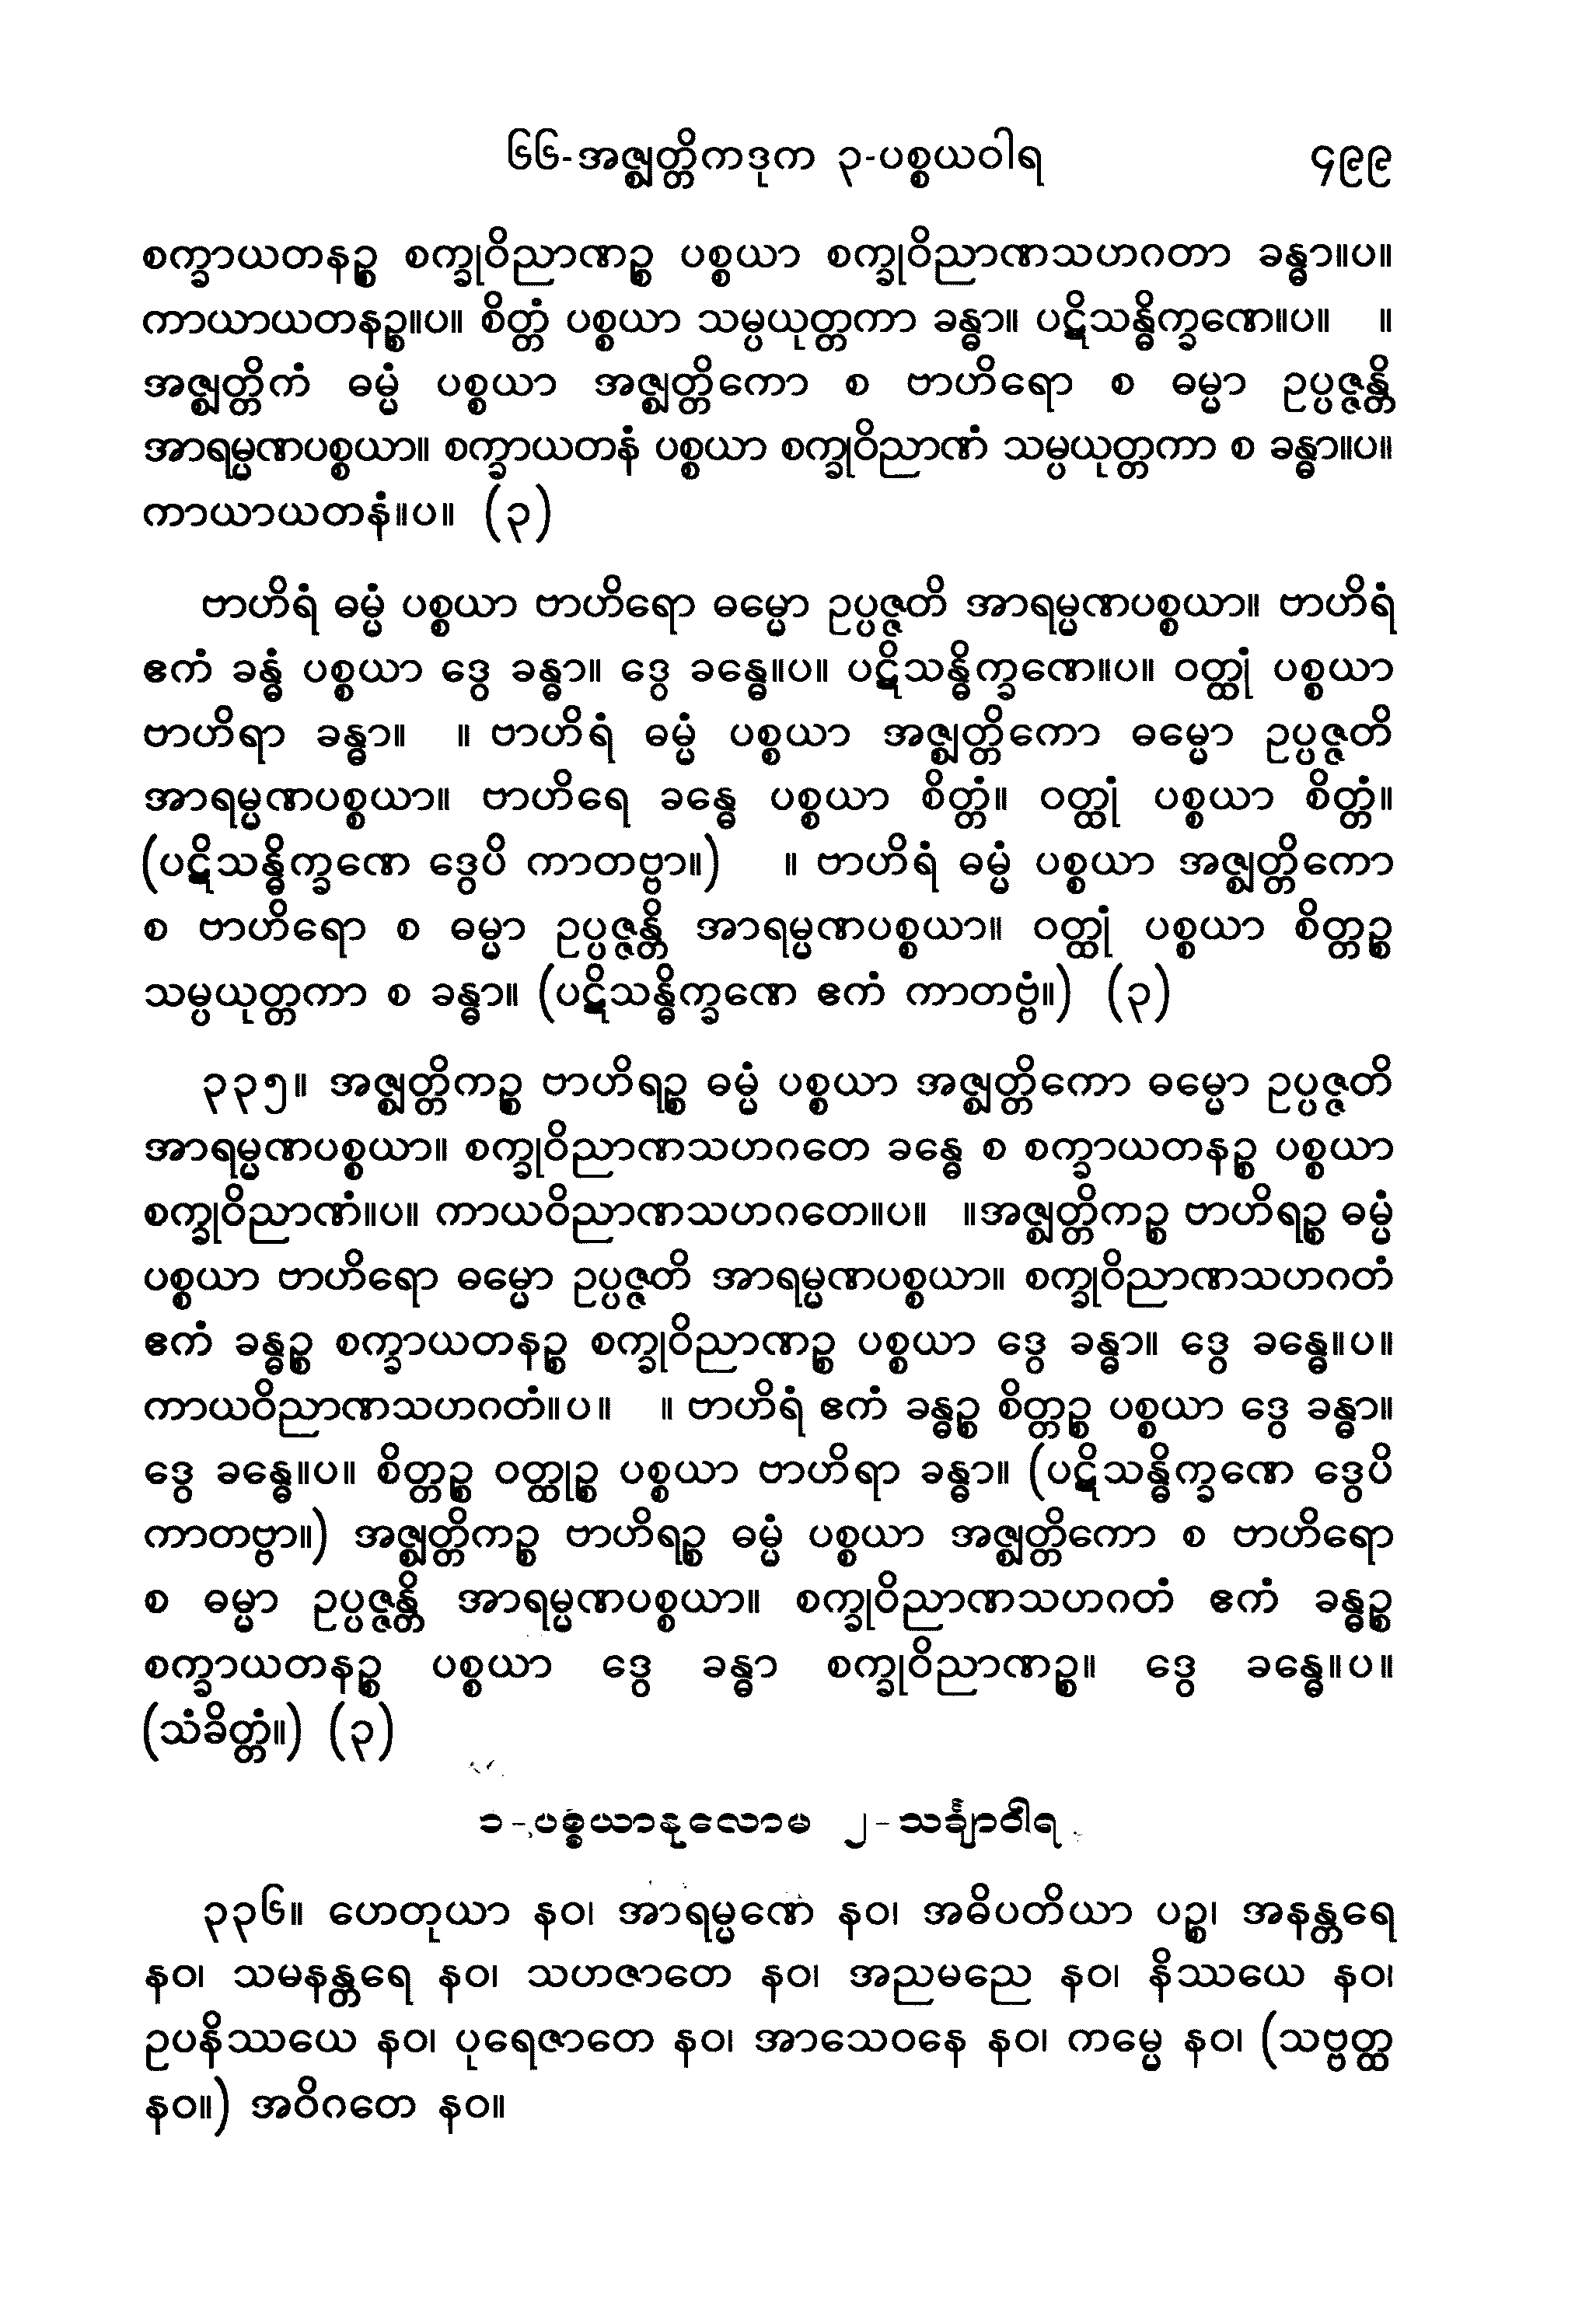 ၆၆-အဇ္ဈတ္တိကဒုက ၃-ပစ္စယဝါရ ၄၉၉
စက္ခာယတနဉ္စ စက္ခုဝိညာဏဉ္စ ပစ္စယာ စက္ခုဝိညာဏသဟဂတာ ခန္ဓာ။ပ။
ကာယာယတနဉ္စ။ပ။ စိတ္တံ ပစ္စယာ သမ္ပယုတ္တကာ ခန္ဓာ။ ပဋိသန္ဓိက္ခဏေ။ပ။ ။
အဇ္ဈတ္တိကံ ဓမ္မံ ပစ္စယာ အဇ္ဈတ္တိကော စ ဗာဟိရော စ ဓမ္မာ ဥပ္ပဇ္ဇန္တိ
အာရမ္မဏပစ္စယာ။ စက္ခာယတနံ ပစ္စယာ စက္ခုဝိညာဏံ သမ္ပယုတ္တကာ စ ခန္ဓာ။ပ။
ကာယာယတနံ။ပ။ (၃)
ဗာဟိရံ ဓမ္မံ ပစ္စယာ ဗာဟိရော ဓမ္မော ဥပ္ပဇ္ဇတိ အာရမ္မဏပစ္စယာ။ ဗာဟိရံ
ဧကံ ခန္ဓံ ပစ္စယာ ဒွေ ခန္ဓာ။ ဒွေ ခန္ဓေ။ပ။ ပဋိသန္ဓိက္ခဏေ။ပ။ ဝတ္ထုံ ပစ္စယာ
ဗာဟိရာ ခန္ဓာ။ ။ ဗာဟိရံ ဓမ္မံ ပစ္စယာ အဇ္ဈတ္တိကော ဓမ္မော ဥပ္ပဇ္ဇတိ
အာရမ္မဏပစ္စယာ။ ဗာဟိရေ ခန္ဓေ ပစ္စယာ စိတ္တံ။ ဝတ္ထုံ ပစ္စယာ စိတ္တံ။
(ပဋိသန္ဓိက္ခဏေ ဒွေပိ ကာတဗ္ဗာ။) ။ ဗာဟိရံ ဓမ္မံ ပစ္စယာ အဇ္ဈတ္တိကော
စ ဗာဟိရော စ ဓမ္မာ ဥပ္ပဇ္ဇန္တိ အာရမ္မဏပစ္စယာ။ ဝတ္ထုံ ပစ္စယာ စိတ္တဉ္စ
သမ္ပယုတ္တကာ စ ခန္ဓာ။ (ပဋိသန္ဓိက္ခဏေ ဧကံ ကာတဗ္ဗံ။) (၃)
၃၃၅။ အဇ္ဈတ္တိကဉ္စ ဗာဟိရဉ္စ ဓမ္မံ ပစ္စယာ အဇ္ဈတ္တိကော ဓမ္မော ဥပ္ပဇ္ဇတိ
အာရမ္မဏပစ္စယာ။ စက္ခုဝိညာဏသဟဂတေ ခန္ဓေ စ စက္ခာယတနဉ္စ ပစ္စယာ
စက္ခုဝိညာဏံ။ပ။ ကာယဝိညာဏသဟဂတေ။ပ။ ။အဇ္ဈတ္တိကဉ္စ ဗာဟိရဉ္စ ဓမ္မံ
ပစ္စယာ ဗာဟိရော ဓမ္မော ဥပ္ပဇ္ဇတိ အာရမ္မဏပစ္စယာ။ စက္ခုဝိညာဏသဟဂတံ
ဧကံ ခန္ဓဉ္စ စက္ခာယတနဉ္စ စက္ခုဝိညာဏဉ္စ ပစ္စယာ ဒွေ ခန္ဓာ။ ဒွေ ခန္ဓေ။ပ။
ကာယဝိညာဏသဟဂတံ။ပ။ ။ ဗာဟိရံ ဧကံ ခန္ဓဉ္စ စိတ္တဉ္စ ပစ္စယာ ဒွေ ခန္ဓာ။
ဒွေ ခန္ဓေ။ပ။ စိတ္တဉ္စ ဝတ္ထုဉ္စ ပစ္စယာ ဗာဟိရာ ခန္ဓာ။ (ပဋိသန္ဓိက္ခဏေ ဒွေပိ
ကာတဗ္ဗာ။) အဇ္ဈတ္တိကဉ္စ ဗာဟိရဉ္စ ဓမ္မံ ပစ္စယာ အဇ္ဈတ္တိကော စ ဗာဟိရော
စ ဓမ္မာ ဥပ္ပဇ္ဇန္တိ အာရမ္မဏပစ္စယာ။ စက္ခုဝိညာဏသဟဂတံ ဧကံ ခန္ဓဉ္စ
စက္ခာယတနဉ္စ ပစ္စယာ ဒွေ ခန္ဓာ စက္ခုဝိညာဏဉ္စ။ ဒွေ ခန္ဓေ။ပ။
(သံခိတ္တံ။) (၃)
၁-ပစ္စယာနုလောမ ၂-သင်္ချာဝါရ
၃၃၆။ ဟေတုယာ နဝ၊ အာရမ္မဏေ နဝ၊ အဓိပတိယာ ပဉ္စ၊ အနန္တရေ
နဝ၊ သမနန္တရေ နဝ၊ သဟဇာတေ နဝ၊ အညမညေ နဝ၊ နိဿယေ နဝ၊
ဥပနိဿယေ နဝ၊ ပုရေဇာတေ နဝ၊ အာသေဝနေ နဝ၊ ကမ္မေ နဝ၊ (သဗ္ဗတ္ထ
နဝ။) အဝိဂတေ နဝ။